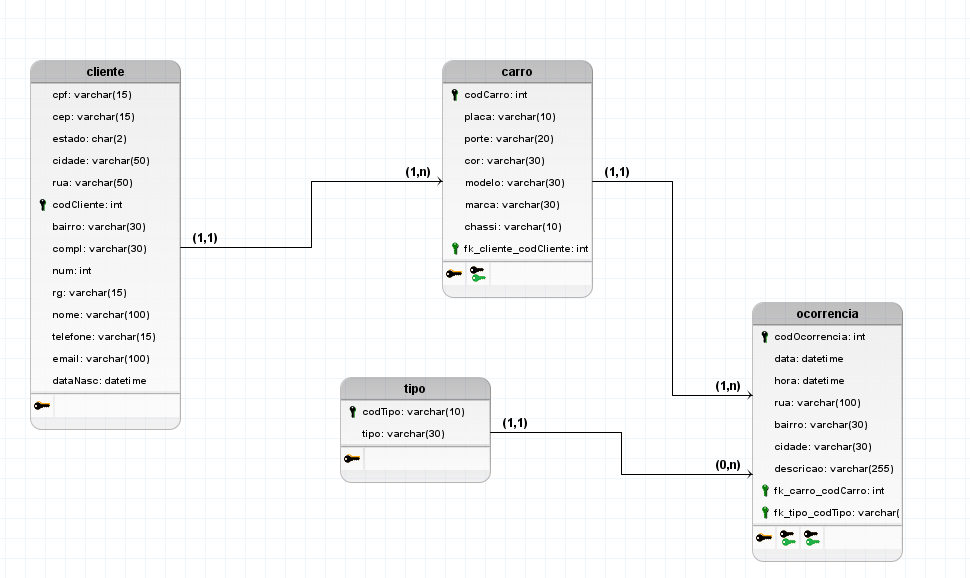 cliente
cpf: varchar(15)
cep: varchar(15)
estado: char(2)
cidade: varchar(50)
rua: varchar(50)
codCliente: int
bairro: varchar(30)
compl: varchar(30)
num: int
rg: varchar(15)
nome: varchar(100)
telefone: varchar(15)
email: varchar(100)
dataNasc: datetime
(1,1)
(1,n)
carro
codCarro: int
placa: varchar(10)
porte: varchar(20)
cor: varchar(30)
modelo: varchar(30)
marca: varchar(30)
chassi: varchar(10)
fk_cliente_codCliente: int
(1,1)
(1,n)
tipo
codTipo: varchar(10)
tipo: varchar(30)
(1,1)
(0,n)
ocorrencia
codOcorrencia: int
data: datetime
hora: datetime
rua: varchar(100)
bairro: varchar(30)
cidade: varchar(30)
descricao: varchar(255)
fk_carro_codCarro: int
fk_tipo_codTipo: varchar(